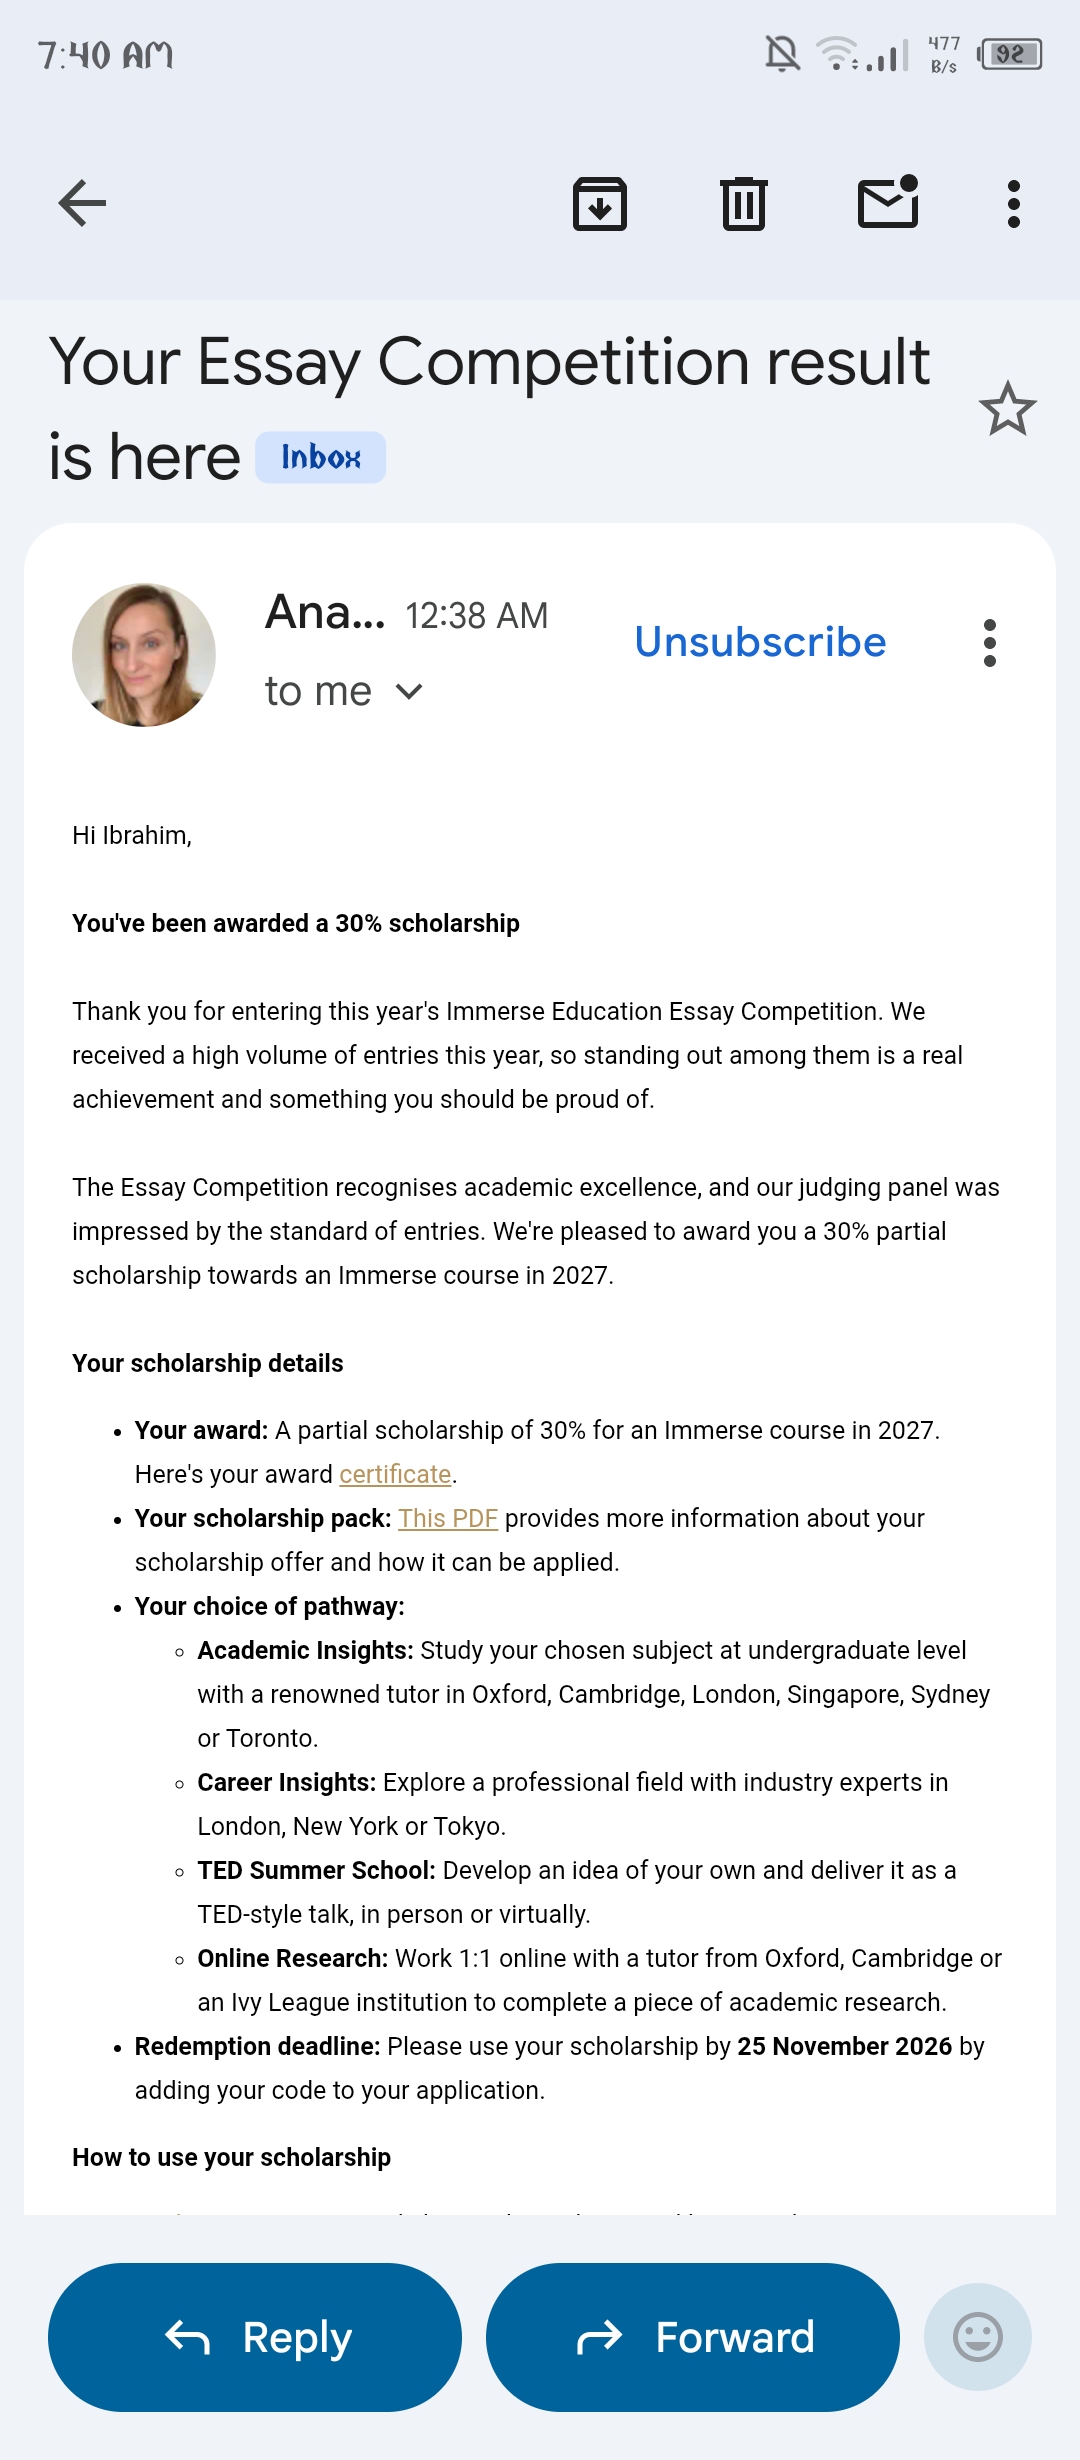 7:40 AM
477
B/s
92
Your Essay Competition result
is here Inbox
Ana... 12:38 AM
Unsubscribe
to me
Hi Ibrahim,
You've been awarded a 30% scholarship
Thank you for entering this year's Immerse Education Essay Competition. We
received a high volume of entries this year, so standing out among them is a real
achievement and something you should be proud of.
The Essay Competition recognises academic excellence, and our judging panel was
impressed by the standard of entries. We're pleased to award you a 30% partial
scholarship towards an Immerse course in 2027.
Your scholarship details
• Your award: A partial scholarship of 30% for an Immerse course in 2027.
Here's your award certificate.
• Your scholarship pack: This PDF provides more information about your
scholarship offer and how it can be applied.
• Your choice of pathway:
◦ Academic Insights: Study your chosen subject at undergraduate level
with a renowned tutor in Oxford, Cambridge, London, Singapore, Sydney
or Toronto.
◦ Career Insights: Explore a professional field with industry experts in
London, New York or Tokyo.
◦ TED Summer School: Develop an idea of your own and deliver it as a
TED-style talk, in person or virtually.
◦ Online Research: Work 1:1 online with a tutor from Oxford, Cambridge or
an Ivy League institution to complete a piece of academic research.
• Redemption deadline: Please use your scholarship by 25 November 2026 by
adding your code to your application.
How to use your scholarship
Reply
Forward